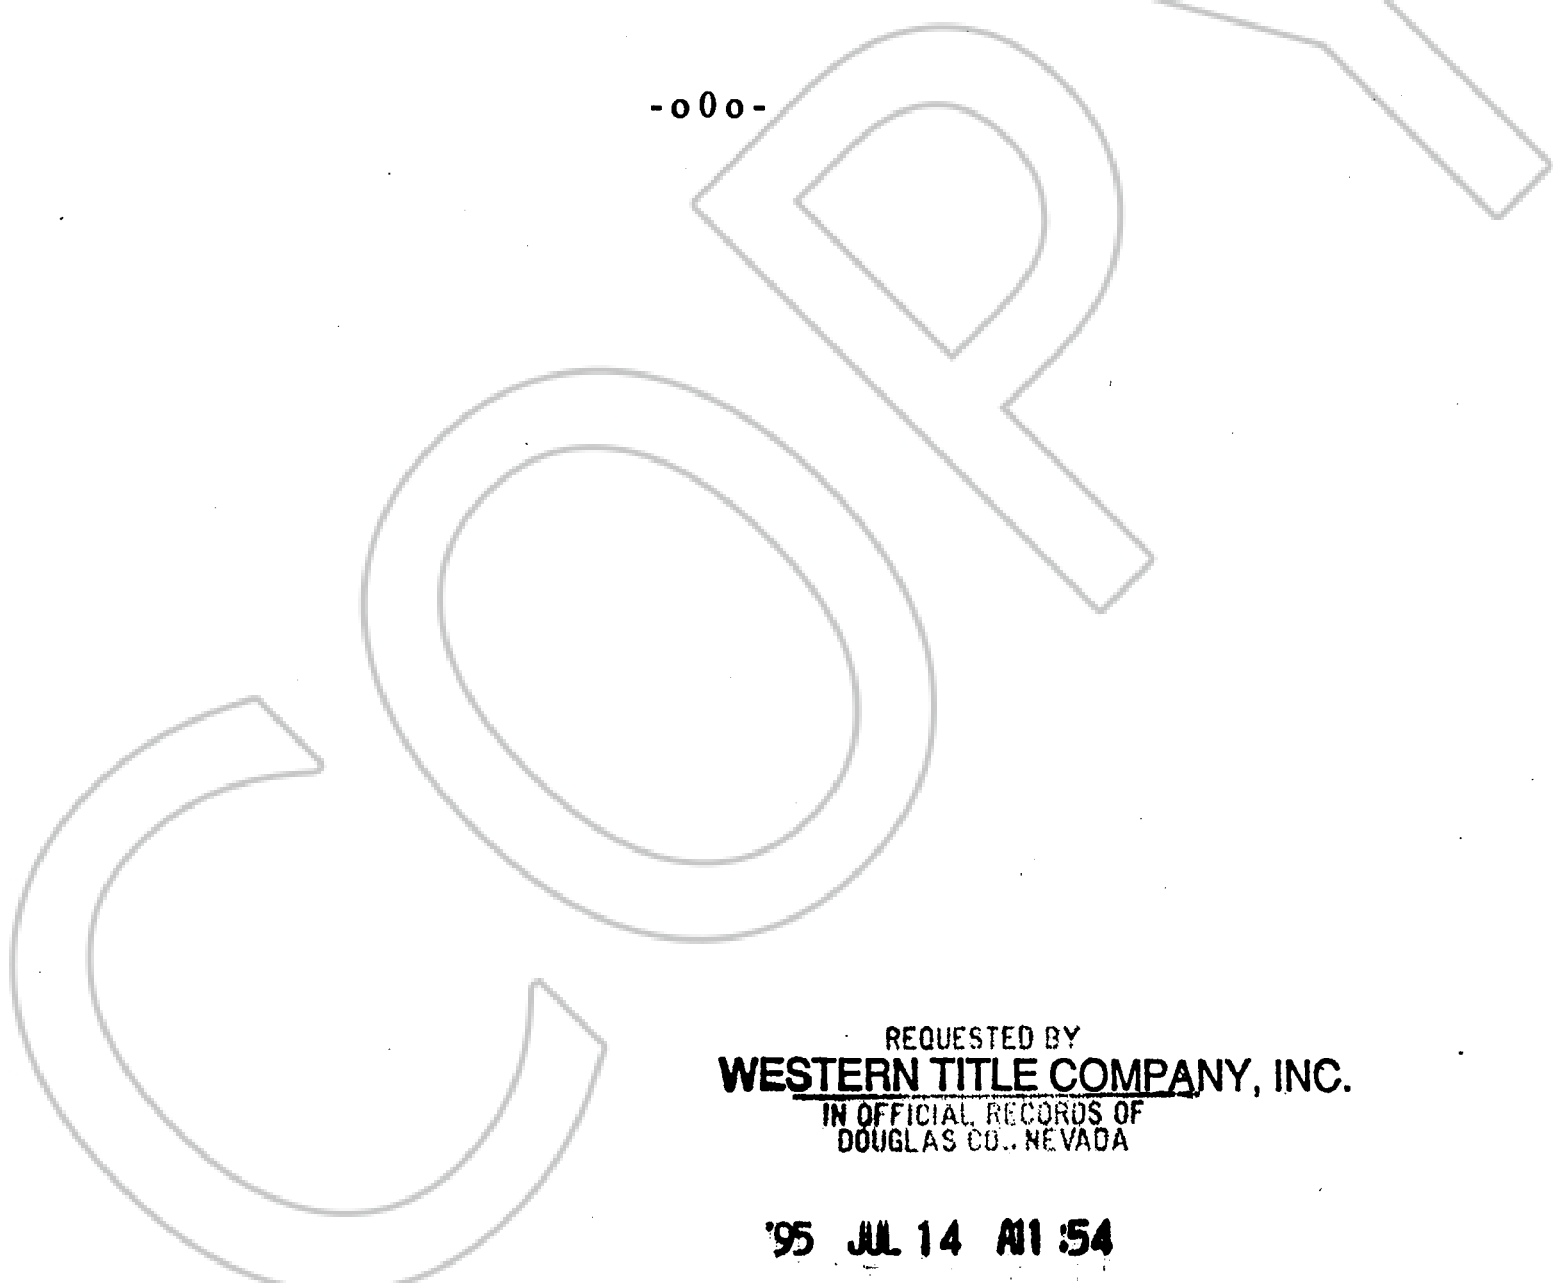 -o0o-
COPY
REQUESTED BY
WESTERN TITLE COMPANY, INC.
IN OFFICIAL RECORDS OF
DOUGLAS CO., NEVADA
'95 JUL 14 A11:54